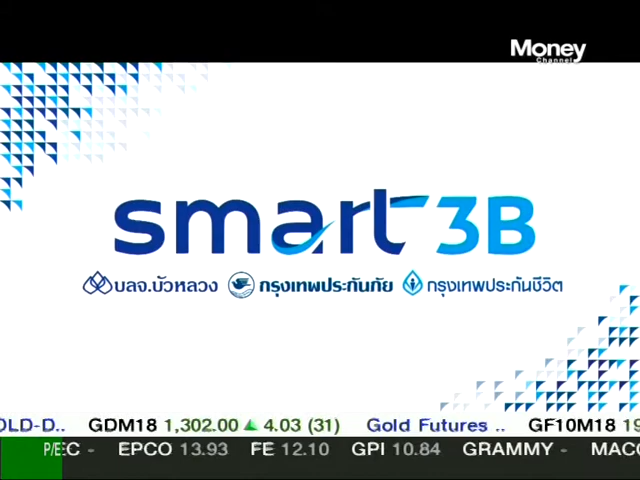 Money
Channel
smart 3B
บลจ.บัวหลวง กรุงเทพประกันภัย กรุงเทพประกันชีวิต
OLD-D.. GDM18 1,302.00 ▲ 4.03 (31) Gold Futures .. GF10M18 19
P/E EPCO 13.93 FE 12.10 GPI 10.84 GRAMMY - MACO